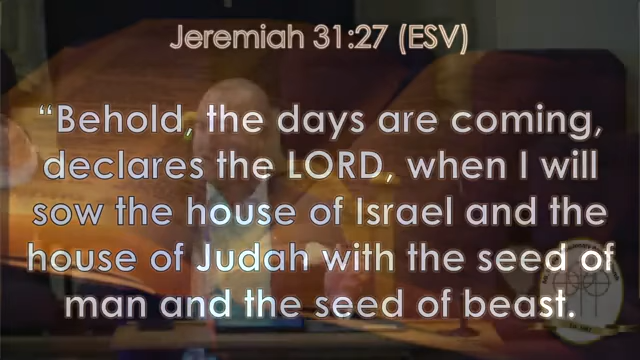 Jeremiah 31:27 (ESV)
“Behold, the days are coming,
declares the LORD, when I will
sow the house of Israel and the
house of Judah with the seed of
man and the seed of beast.